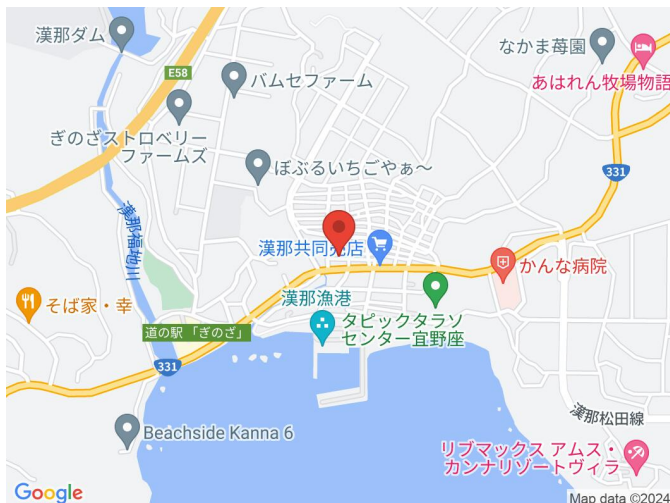 漢那ダム
なかま苺園
E58
バムセファーム
あはれん牧場物語
ぎのざストロベリー
ファームズ
ぼぶるいちごやぁ～
331
漢那福地川
漢那共同売店
かんな病院
そば家・幸
漢那漁港
道の駅「ぎのざ」
タピックタラソ
センター宜野座
331
漢那松田線
Beachside Kanna 6
リブマックス アムス・
カンナリゾートヴィラ
Google
Map data ©2024